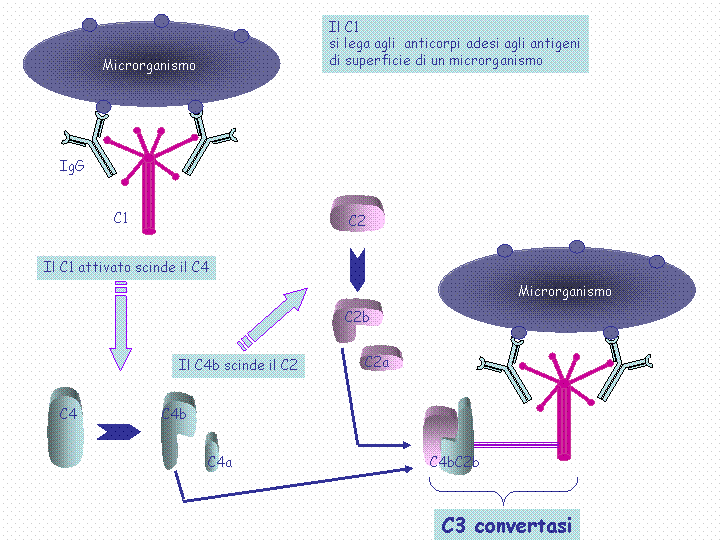 Il C1
si lega agli anticorpi adesi agli antigeni
di superficie di un microrganismo
Microrganismo
IgG
C1
C2
Il C1 attivato scinde il C4
Microrganismo
C2b
C2a
Il C4b scinde il C2
C4
C4b
C4a
C4bC2b
C3 convertasi